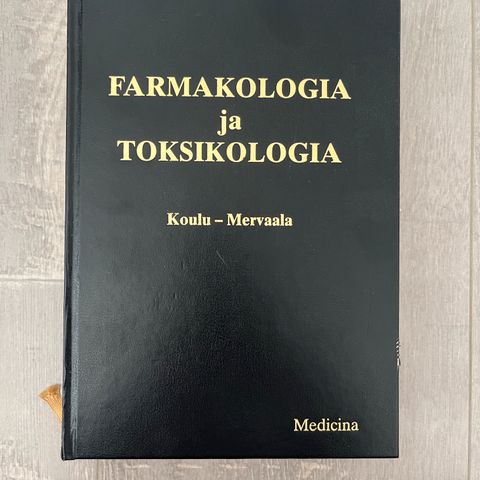 FARMAKOLOGIA
ja
TOKSIKOLOGIA
Koulu – Mervaala
Medicina